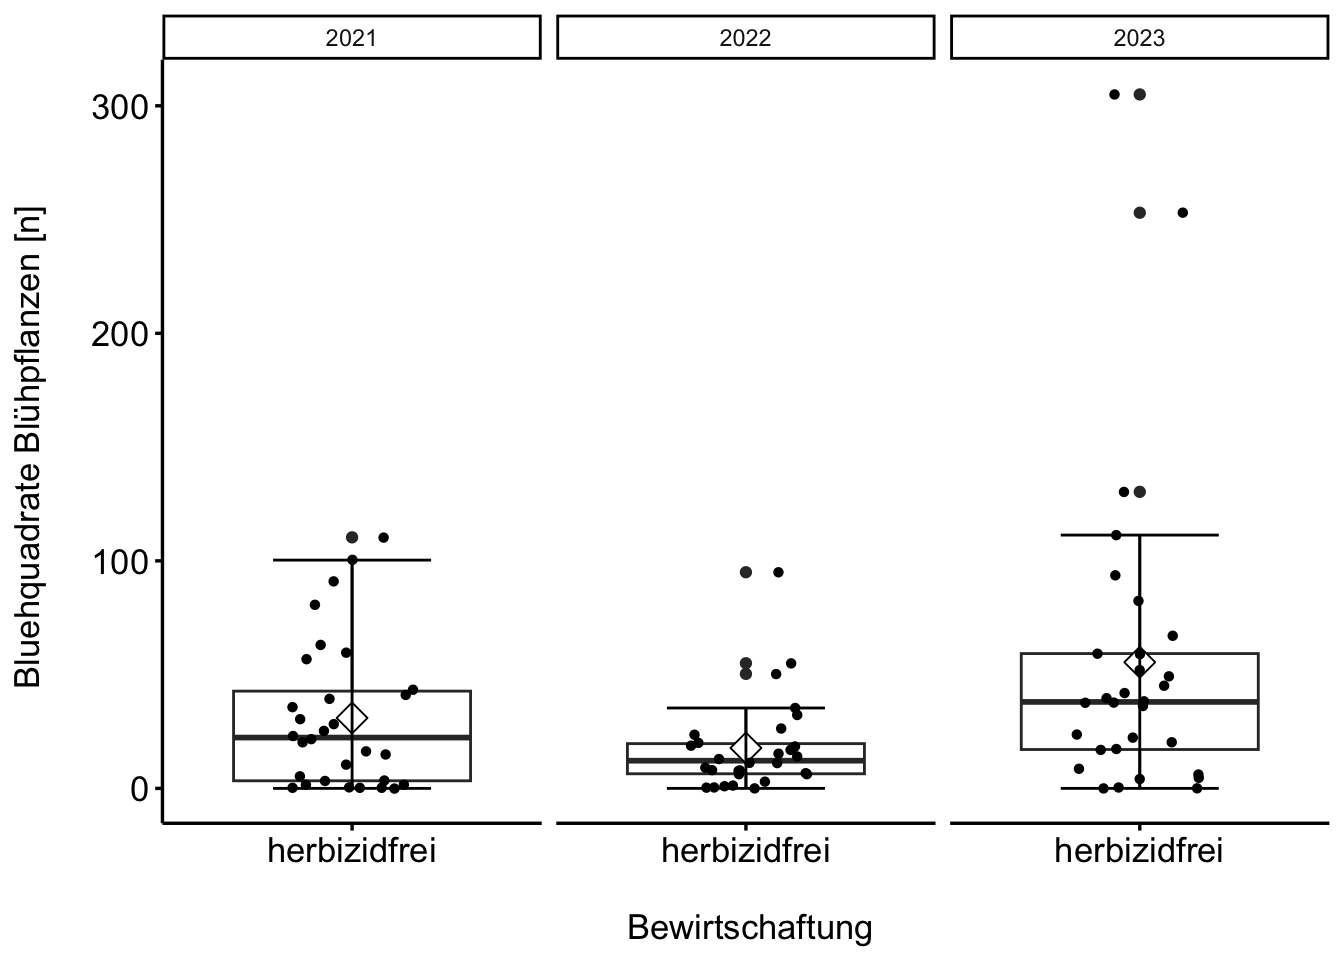 2021
2022
2023
Bluehquadrate Blühpflanzen [n]
300
200
100
0
herbizidfrei
herbizidfrei
herbizidfrei
Bewirtschaftung